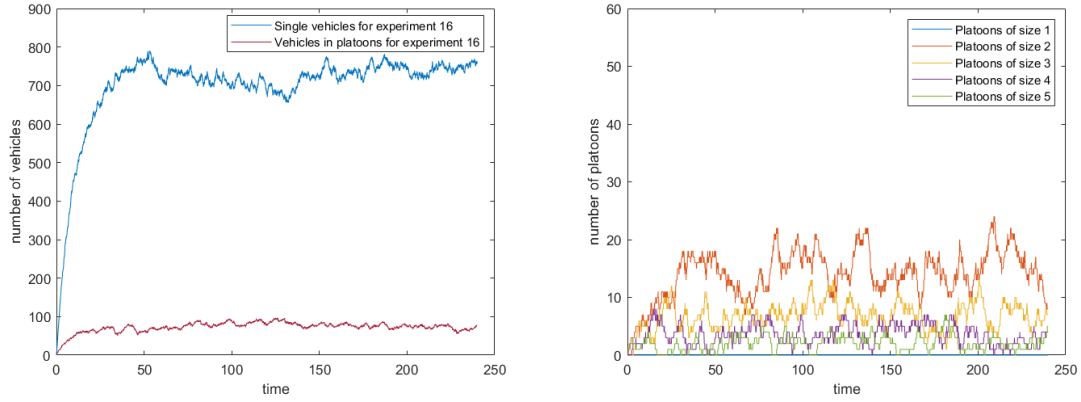 900
800
700
600
500
400
300
200
100
0
number of vehicles
Single vehicles for experiment 16
Vehicles in platoons for experiment 16
0 50 100 150 200 250
time
60
50
40
30
20
10
0
number of platoons
Platoons of size 1
Platoons of size 2
Platoons of size 3
Platoons of size 4
Platoons of size 5
0 50 100 150 200 250
time